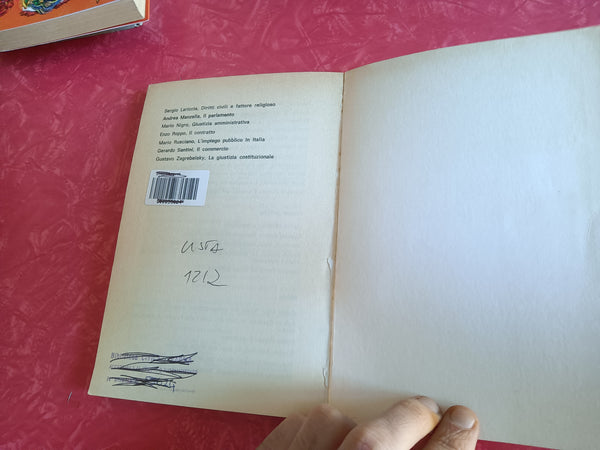 Sergio Lariccia, Diritti civili e fattore religioso
Andrea Manzella, Il parlamento
Mario Nigro, Giustizia amministrativa
Enzo Roppo, Il contratto
Mario Rusciano, L'impiego pubblico in Italia
Gerardo Santini, Il commercio
Gustavo Zagrebelsky, La giustizia costituzionale
1212